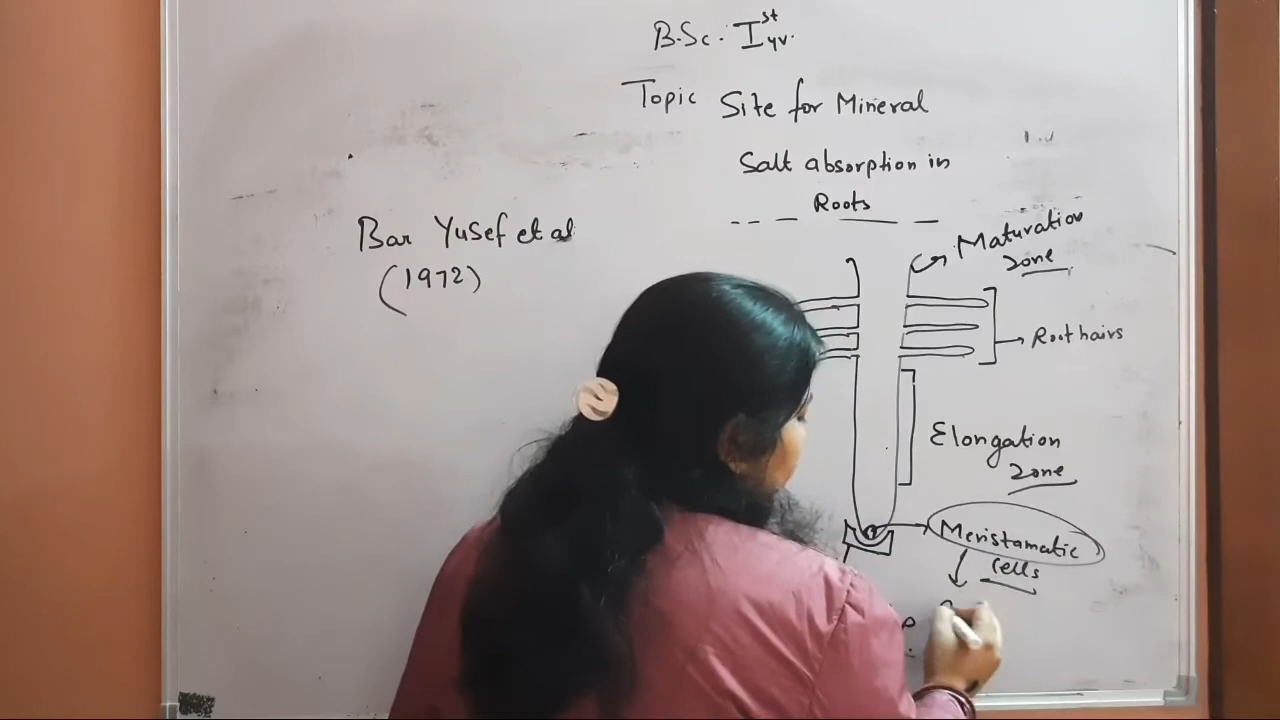 B.Sc. Ist yr.
Topic Site for Mineral
Salt absorption in
Roots
Bar Yusef et al
(1972)
Maturation
zone
Root hairs
Elongation
zone
Meristamatic
cells